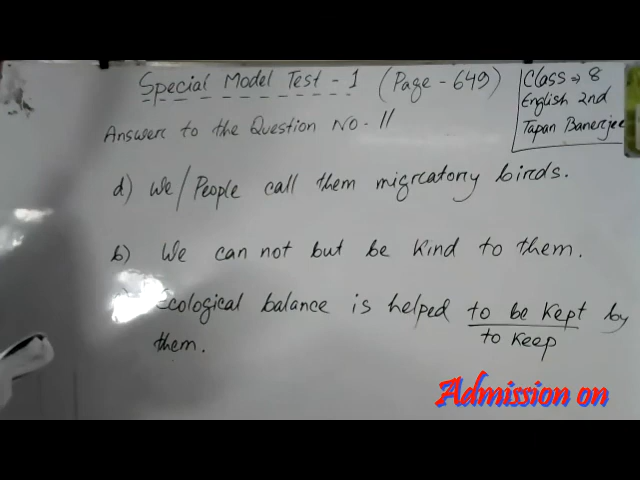 Special Model Test - 1 (Page - 649)
Class ⇒ 8
English 2nd
Tapan Banerjee
Answer to the Question No - 11
d) We/People call them migratory birds.
b) We can not but be kind to them.
ecological balance is helped to be kept by
to keep
them.
Admission on